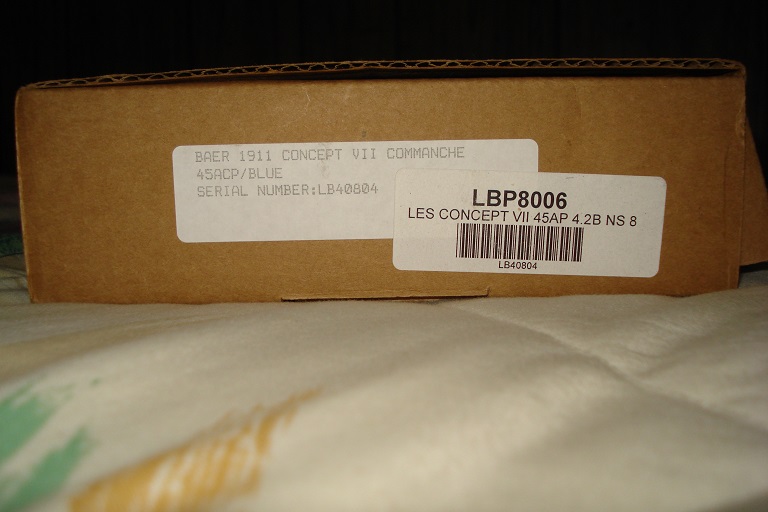 BAER 1911 CONCEPT VII COMMANCHE
45ACP/BLUE
SERIAL NUMBER:LB40804
LBP8006
LES CONCEPT VII 45AP 4.2B NS 8
LB40804